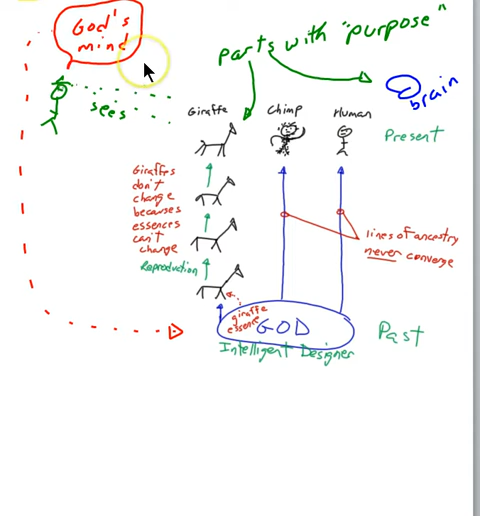 God's
mind
parts with "purpose"
brain
sees
Giraffe
Chimp
Human
Present
Giraffes
don't
change
becauses
essences
can't
change
lines of ancestry
never converge
Reproduction
giraffe
essence
GOD
Past
Intelligent Designer